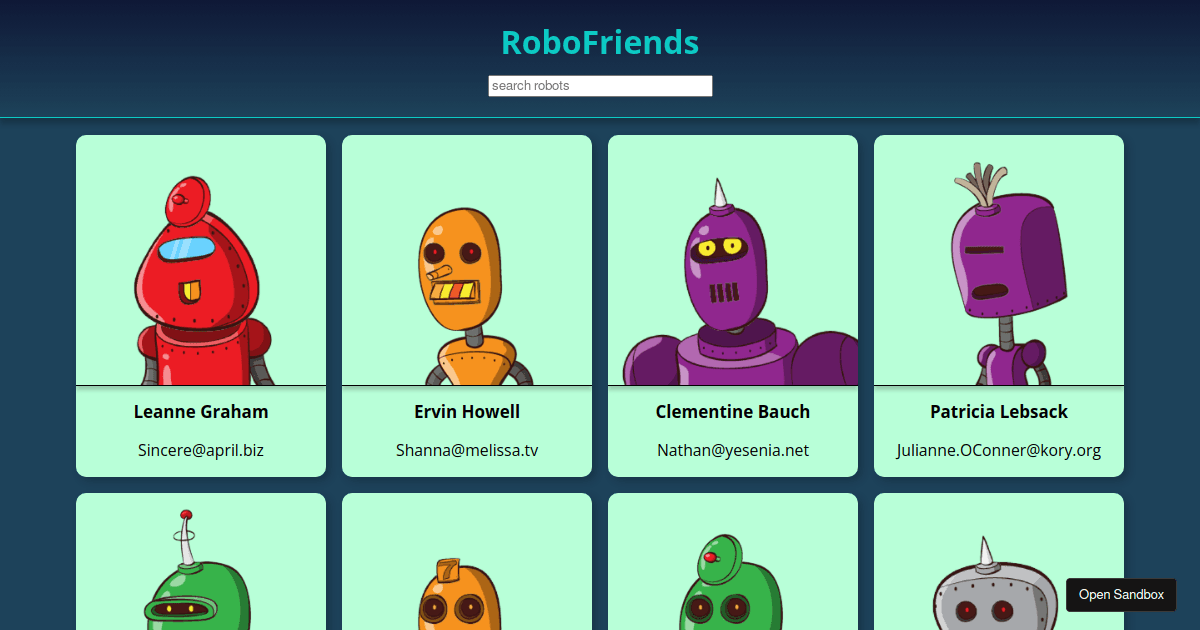 RoboFriends
search robots
Leanne Graham
Ervin Howell
Clementine Bauch
Patricia Lebsack
Sincere@april.biz
Shanna@melissa.tv
Nathan@yesenia.net
Julianne.OConner@kory.org
7
Open Sandbox